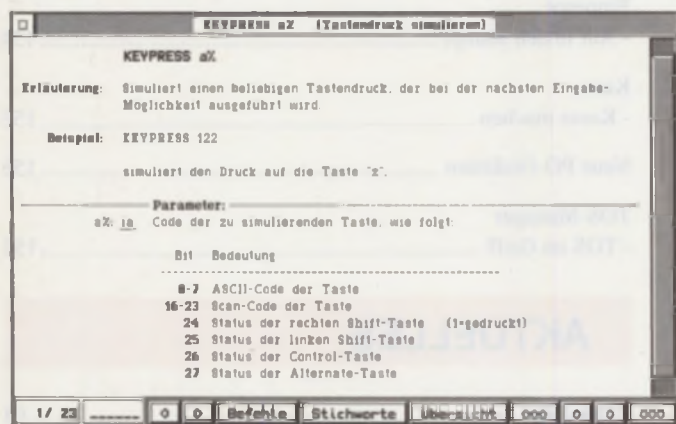 KEYPRESS a% (Tastendruck simulieren)
KEYPRESS a%
Erläuterung: Simuliert einen beliebigen Tastendruck, der bei der nächsten Eingabe-
Möglichkeit ausgeführt wird.
Beispiel: KEYPRESS 122
simuliert den Druck auf die Taste "z".
Parameter:
a%: ia Code der zu simulierenden Taste, wie folgt:
Bit Bedeutung
0-7 ASCII-Code der Taste
16-23 Scan-Code der Taste
24 Status der rechten Shift-Taste (1=gedrückt)
25 Status der linken Shift-Taste
26 Status der Control-Taste
27 Status der Alternate-Taste
1/ 23 Befehle Stichworte Übersicht
AKTUELLES